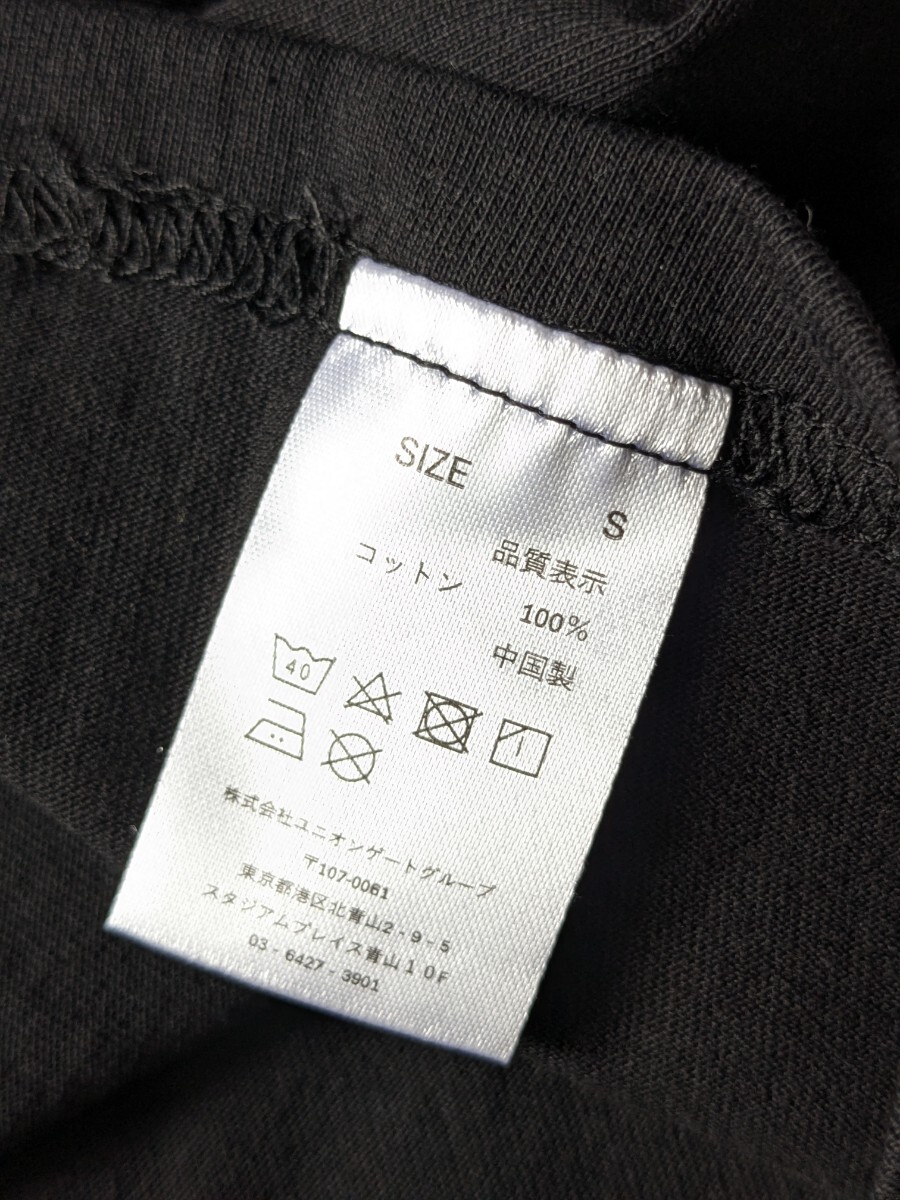 SIZE
S
品質表示
コットン 100%
中国製
40
株式会社ユニオンゲートグループ
〒107-0061
東京都港区北青山2-9-5
スタジアムプレイス青山10F
03-6427-3901